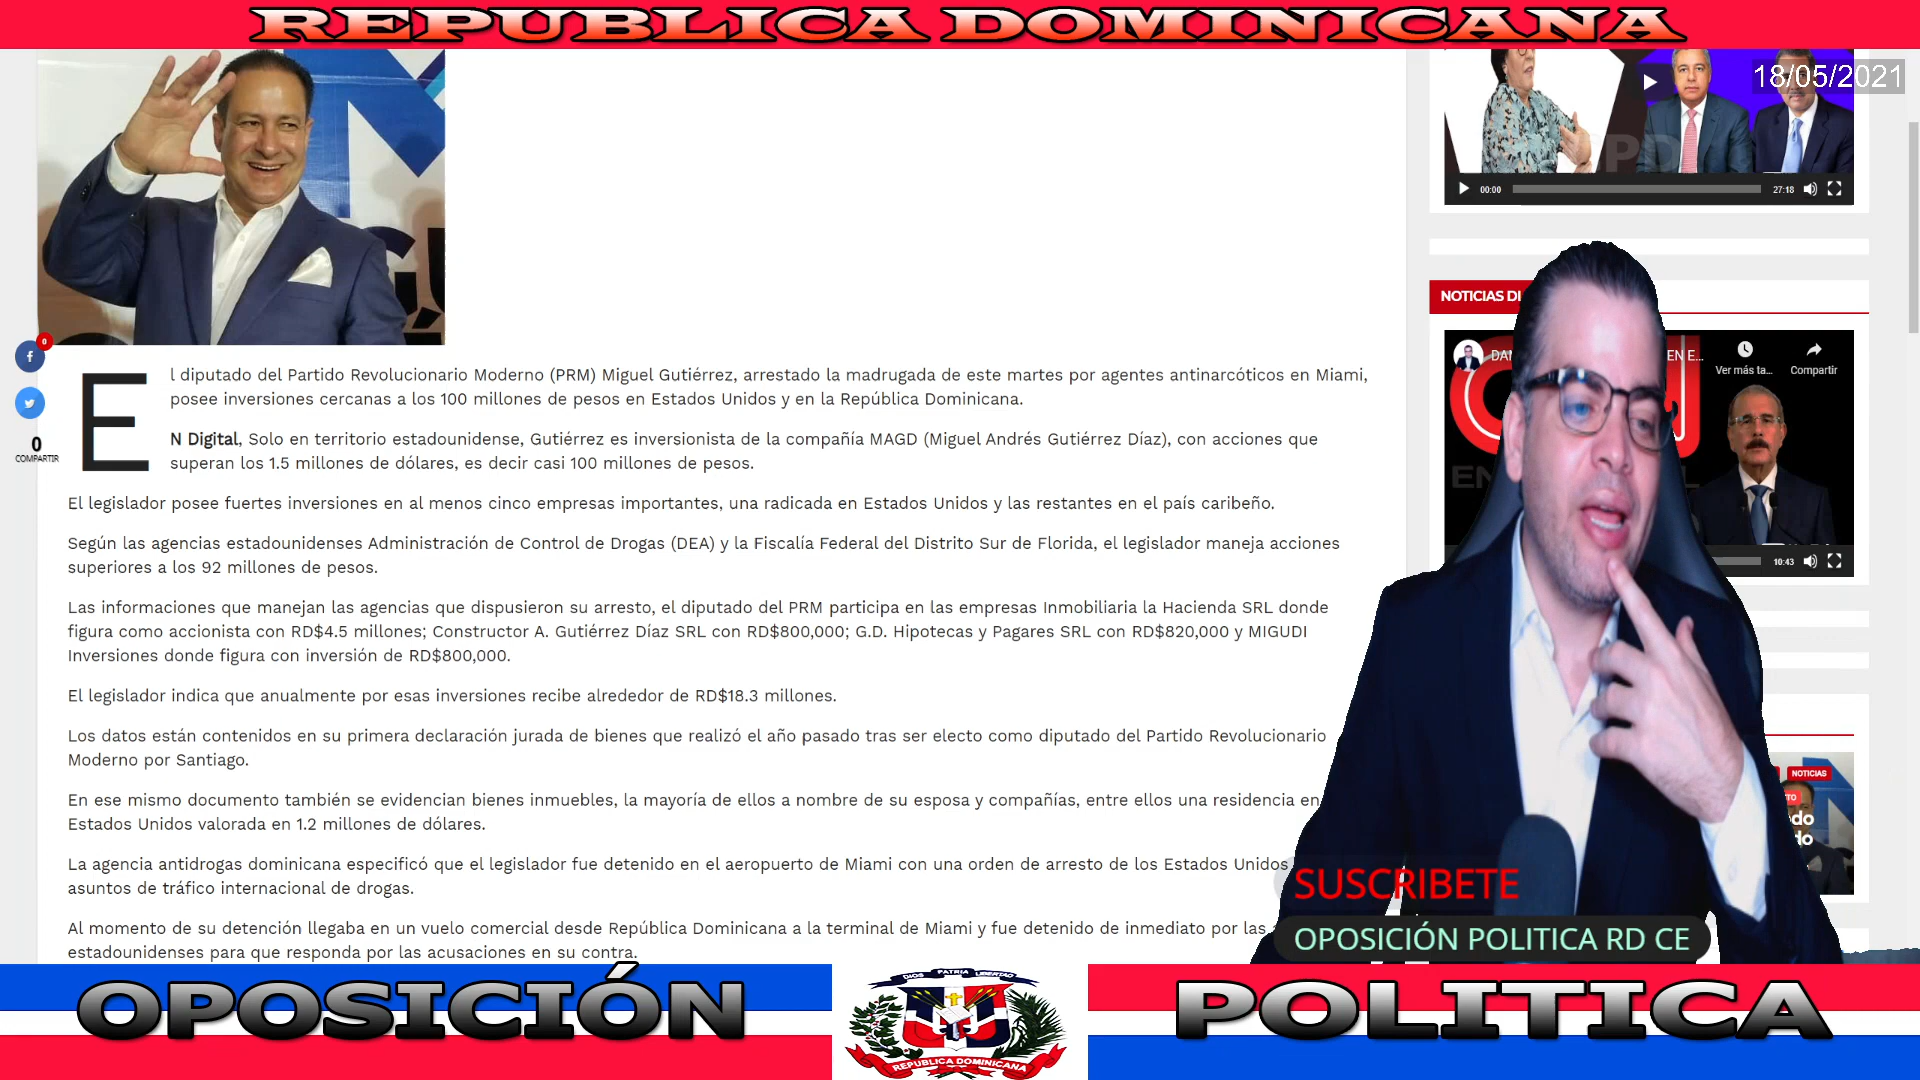 REPUBLICA DOMINICANA
18/05/2021
00:00
27:18
NOTICIAS DI
0
0
COMPARTIR
El diputado del Partido Revolucionario Moderno (PRM) Miguel Gutiérrez, arrestado la madrugada de este martes por agentes antinarcóticos en Miami,
posee inversiones cercanas a los 100 millones de pesos en Estados Unidos y en la República Dominicana.
N Digital, Solo en territorio estadounidense, Gutiérrez es inversionista de la compañía MAGD (Miguel Andrés Gutiérrez Díaz), con acciones que
superan los 1.5 millones de dólares, es decir casi 100 millones de pesos.
El legislador posee fuertes inversiones en al menos cinco empresas importantes, una radicada en Estados Unidos y las restantes en el país caribeño.
Según las agencias estadounidenses Administración de Control de Drogas (DEA) y la Fiscalía Federal del Distrito Sur de Florida, el legislador maneja acciones
superiores a los 92 millones de pesos.
Las informaciones que manejan las agencias que dispusieron su arresto, el diputado del PRM participa en las empresas Inmobiliaria la Hacienda SRL donde
figura como accionista con RD$4.5 millones; Constructor A. Gutiérrez Díaz SRL con RD$800,000; G.D. Hipotecas y Pagares SRL con RD$820,000 y MIGUDI
Inversiones donde figura con inversión de RD$800,000.
El legislador indica que anualmente por esas inversiones recibe alrededor de RD$18.3 millones.
Los datos están contenidos en su primera declaración jurada de bienes que realizó el año pasado tras ser electo como diputado del Partido Revolucionario
Moderno por Santiago.
En ese mismo documento también se evidencian bienes inmuebles, la mayoría de ellos a nombre de su esposa y compañías, entre ellos una residencia en
Estados Unidos valorada en 1.2 millones de dólares.
La agencia antidrogas dominicana especificó que el legislador fue detenido en el aeropuerto de Miami con una orden de arresto de los Estados Unidos
asuntos de tráfico internacional de drogas.
Al momento de su detención llegaba en un vuelo comercial desde República Dominicana a la terminal de Miami y fue detenido de inmediato por las
estadounidenses para que responda por las acusaciones en su contra.
DAN
EN E...
Ver más ta...
Compartir
10:43
NOTICIAS
do
do
SUSCRIBETE
OPOSICIÓN POLITICA RD CE
OPOSICIÓN
DIOS PATRIA LIBERTAD
REPUBLICA DOMINICANA
POLITICA